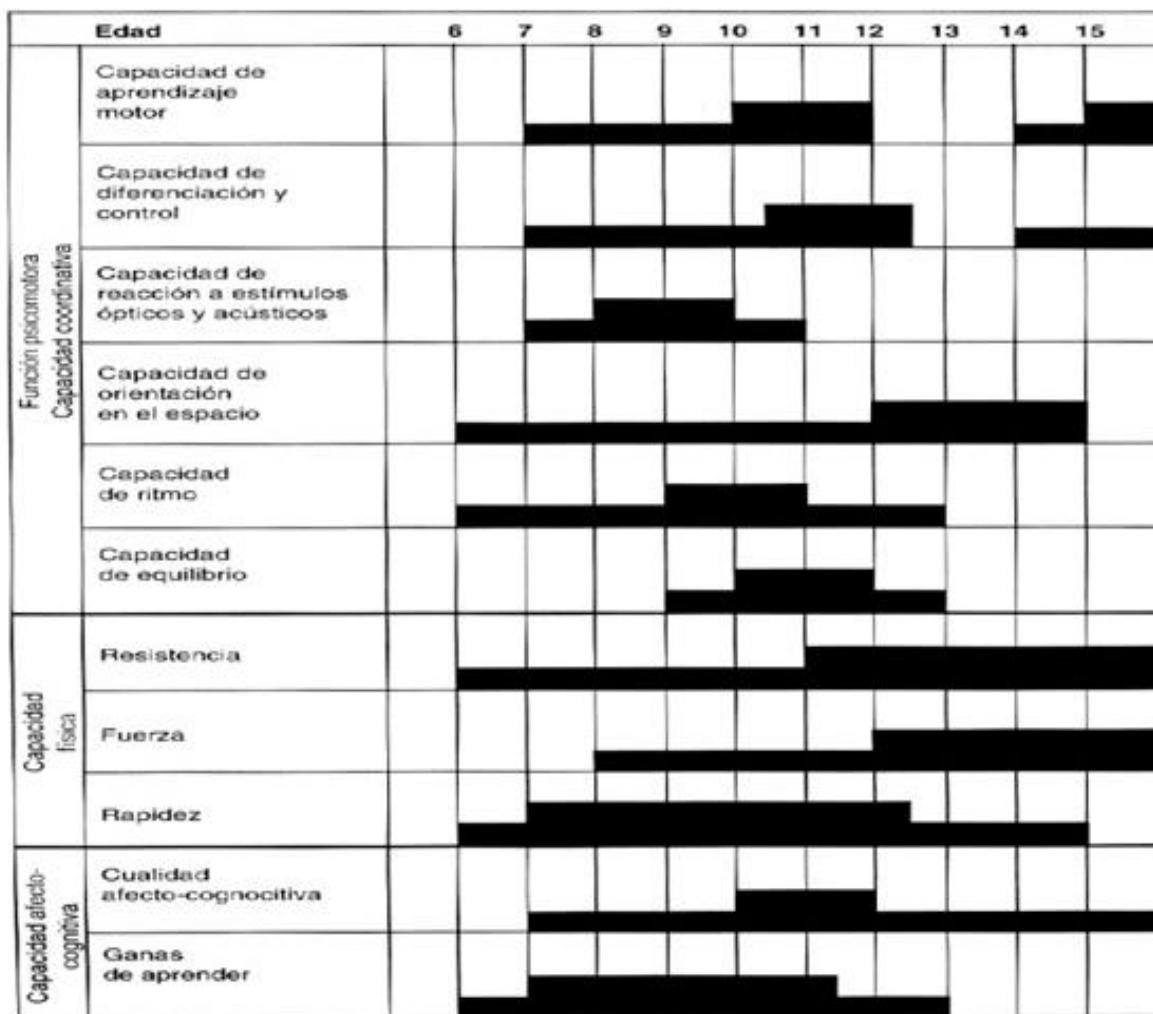 Edad 6 7 8 9 10 11 12 13 14 15
Función psicomotora
Capacidad coordinativa
Capacidad de
aprendizaje
motor
Capacidad de
diferenciación y
control
Capacidad de
reacción a estímulos
ópticos y acústicos
Capacidad de
orientación
en el espacio
Capacidad
de ritmo
Capacidad
de equilibrio
Capacidad
física
Resistencia
Fuerza
Rapidez
Capacidad afecto-
cognitiva
Cualidad
afecto-cognocitiva
Ganas
de aprender